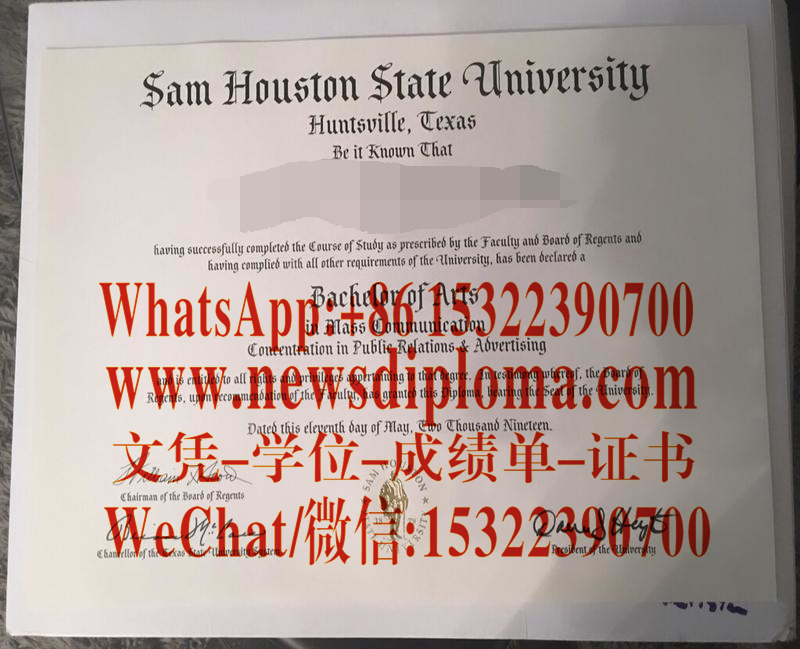 Sam Houston State University
Huntsville, Texas
Be it Known That
having successfully completed the Course of Study as prescribed by the Faculty and Board of Regents and
having complied with all other requirements of the University, has been declared a
Bachelor of Arts
WhatsApp:+86 15322390700
in Mass Communication
Concentration in Public Relations & Advertising
www.newsdiploma.com
and is entitled to all rights and privileges appertaining to that degree. In testimony whereof, the Board of
Regents, upon recommendation of the Faculty, has granted this Diploma, bearing the Seal of the University.
Dated this eleventh day of May, Two Thousand Nineteen.
文凭–学位–成绩单–证书
SAM HOUSTON
Chairman of the Board of Regents
WeChat/微信:15322390700
Chancellor of the Texas State University System
President of the University